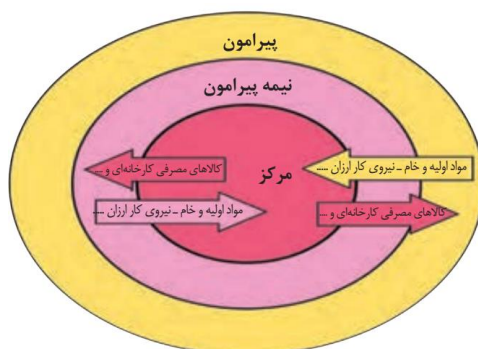 پیرامون
نیمه پیرامون
مرکز
مواد اولیه و خام ـ نیروی کار ارزان .....
کالاهای مصرفی کارخانه‌ای و ....
مواد اولیه و خام ـ نیروی کار ارزان .....
کالاهای مصرفی کارخانه‌ای و ....